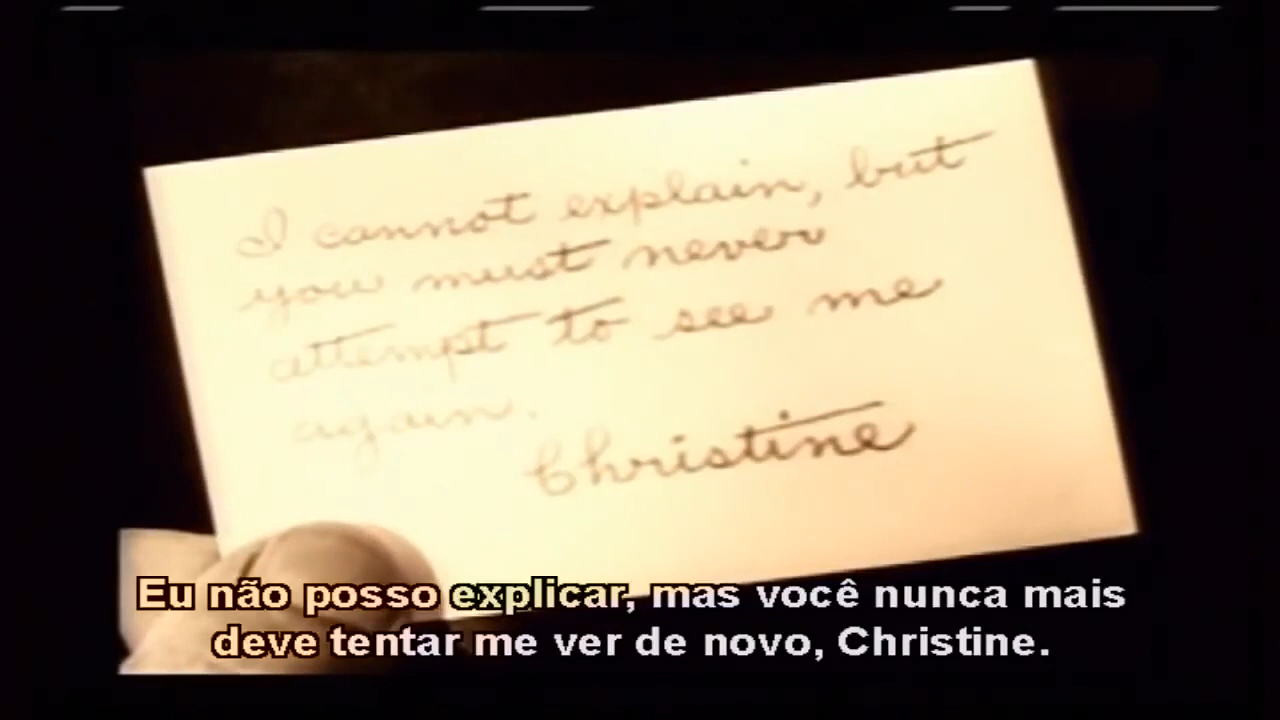 I cannot explain, but
you must never
attempt to see me
again.
Christine
Eu não posso explicar, mas você nunca mais
deve tentar me ver de novo, Christine.